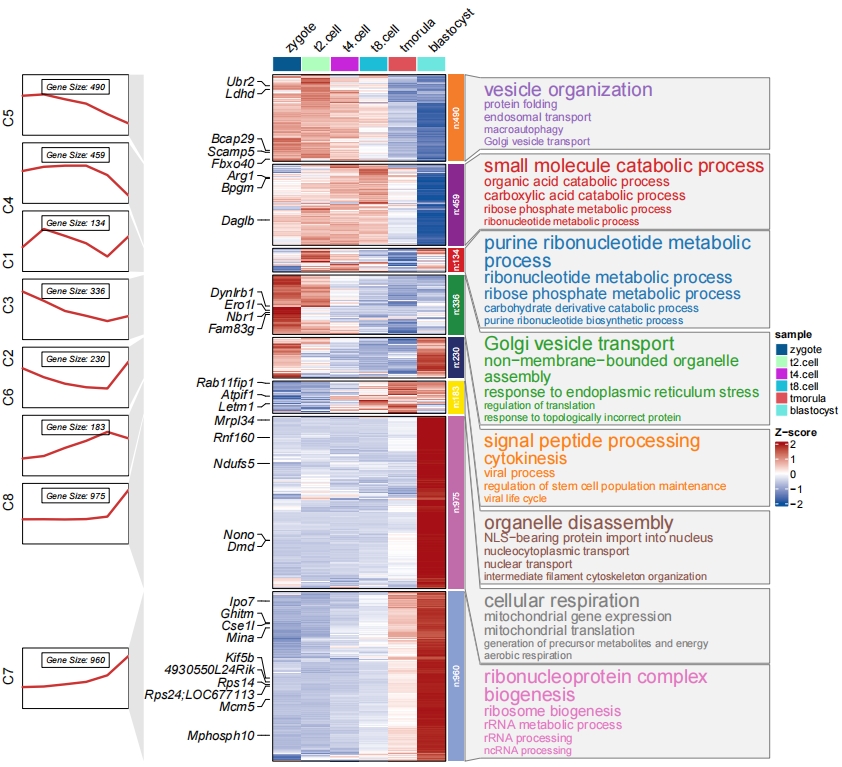 zygote
t2.cell
t4.cell
t8.cell
tmorula
blastocyst
C5
Gene Size: 490
C4
Gene Size: 459
C1
Gene Size: 134
C3
Gene Size: 336
C2
Gene Size: 230
C6
Gene Size: 183
C8
Gene Size: 975
C7
Gene Size: 960
Ubr2
Ldhd
Bcap29
Scamp5
Fbxo40
Arg1
Bpgm
Daglb
Dynlrb1
Ero1l
Nbr1
Fam83g
Rab11fip1
Atpif1
Letm1
Mrpl34
Rnf160
Ndufs5
Nono
Dmd
Ipo7
Ghitm
Cse1l
Mina
Kif5b
4930550L24Rik
Rps14
Rps24;LOC677113
Mcm5
Mphosph10
n:490
n:459
n:134
n:336
n:230
n:183
n:975
n:960
vesicle organization
protein folding
endosomal transport
macroautophagy
Golgi vesicle transport
small molecule catabolic process
organic acid catabolic process
carboxylic acid catabolic process
ribose phosphate metabolic process
ribonucleotide metabolic process
purine ribonucleotide metabolic
process
ribonucleotide metabolic process
ribose phosphate metabolic process
carbohydrate derivative catabolic process
purine ribonucleotide biosynthetic process
Golgi vesicle transport
non−membrane−bounded organelle
assembly
response to endoplasmic reticulum stress
regulation of translation
response to topologically incorrect protein
signal peptide processing
cytokinesis
viral process
regulation of stem cell population maintenance
viral life cycle
organelle disassembly
NLS−bearing protein import into nucleus
nucleocytoplasmic transport
nuclear transport
intermediate filament cytoskeleton organization
cellular respiration
mitochondrial gene expression
mitochondrial translation
generation of precursor metabolites and energy
aerobic respiration
ribonucleoprotein complex
biogenesis
ribosome biogenesis
rRNA metabolic process
rRNA processing
ncRNA processing
sample
zygote
t2.cell
t4.cell
t8.cell
tmorula
blastocyst
Z−score
2
1
0
−1
−2